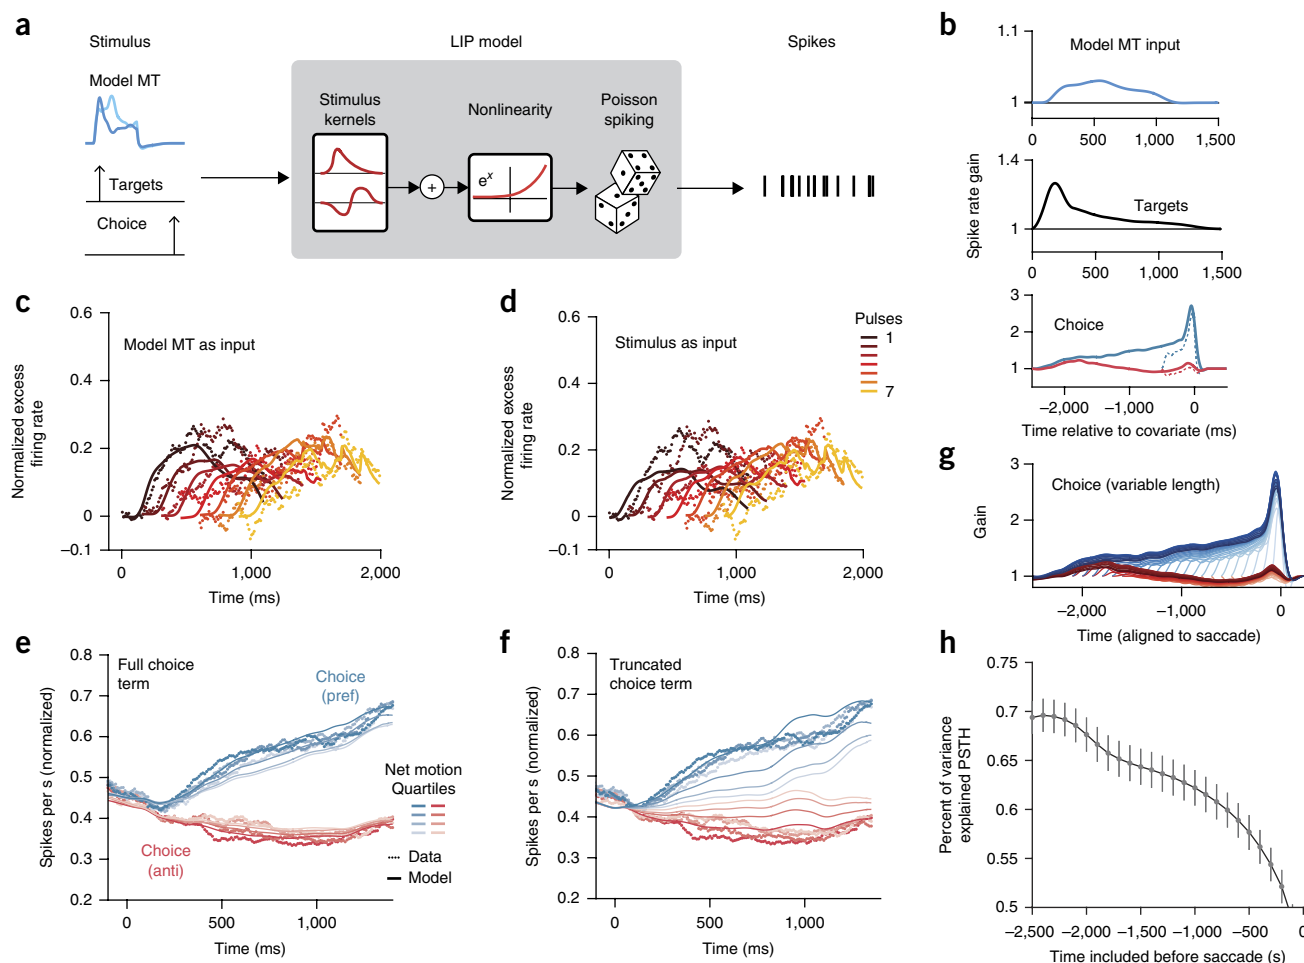 a
Stimulus
LIP model
Spikes
Model MT
Targets
Choice
Stimulus
kernels
Nonlinearity
Poisson
spiking
+
eˣ
b
1.1
Model MT input
1
0
500
1,000
1,500
1.4
Targets
1
0
500
1,000
1,500
Spike rate gain
3
Choice
2
1
–2,000
–1,000
0
Time relative to covariate (ms)
c
0.6
Model MT as input
0.4
0.2
0
–0.1
Normalized excess
firing rate
0
1,000
2,000
Time (ms)
d
0.6
Stimulus as input
0.4
0.2
0
–0.1
Normalized excess
firing rate
0
1,000
2,000
Time (ms)
Pulses
1
7
g
3
Choice (variable length)
2
1
Gain
–2,000
–1,000
0
Time (aligned to saccade)
e
0.8
Full choice
term
0.7
0.6
0.5
0.4
0.3
0.2
Spikes per s (normalized)
Choice
(pref)
Choice
(anti)
Net motion
Quartiles
Data
Model
0
500
1,000
Time (ms)
f
0.8
Truncated
choice term
0.7
0.6
0.5
0.4
0.3
0.2
Spikes per s (normalized)
0
500
1,000
Time (ms)
h
0.75
0.7
0.65
0.6
0.55
0.5
Percent of variance
explained PSTH
–2,500
–2,000
–1,500
–1,000
–500
0
Time included before saccade (s)